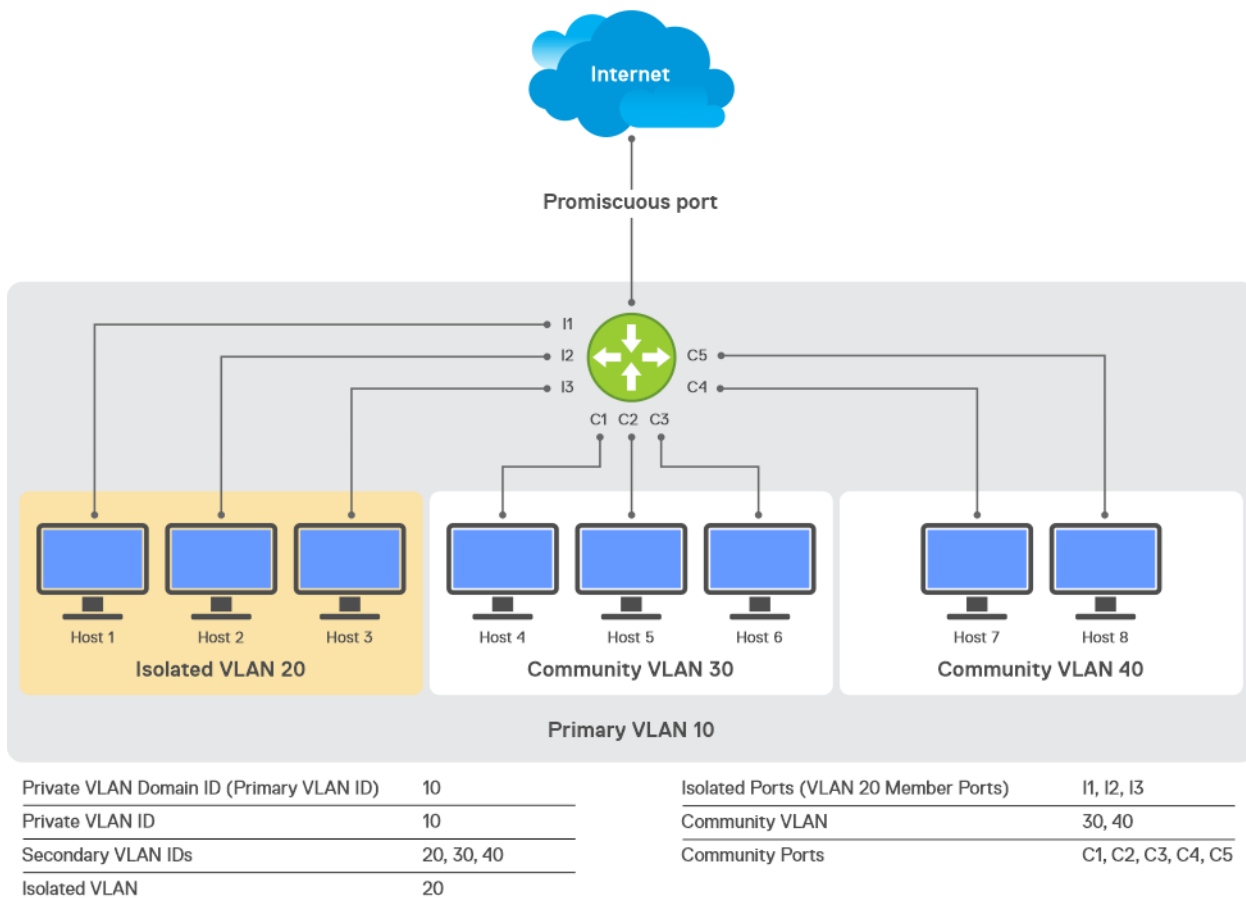 Internet
Promiscuous port
I1
I2
I3
C5
C4
C1 C2 C3
Host 1
Host 2
Host 3
Isolated VLAN 20
Host 4
Host 5
Host 6
Community VLAN 30
Host 7
Host 8
Community VLAN 40
Primary VLAN 10
Private VLAN Domain ID (Primary VLAN ID) 10
Private VLAN ID 10
Secondary VLAN IDs 20, 30, 40
Isolated VLAN 20
Isolated Ports (VLAN 20 Member Ports) I1, I2, I3
Community VLAN 30, 40
Community Ports C1, C2, C3, C4, C5